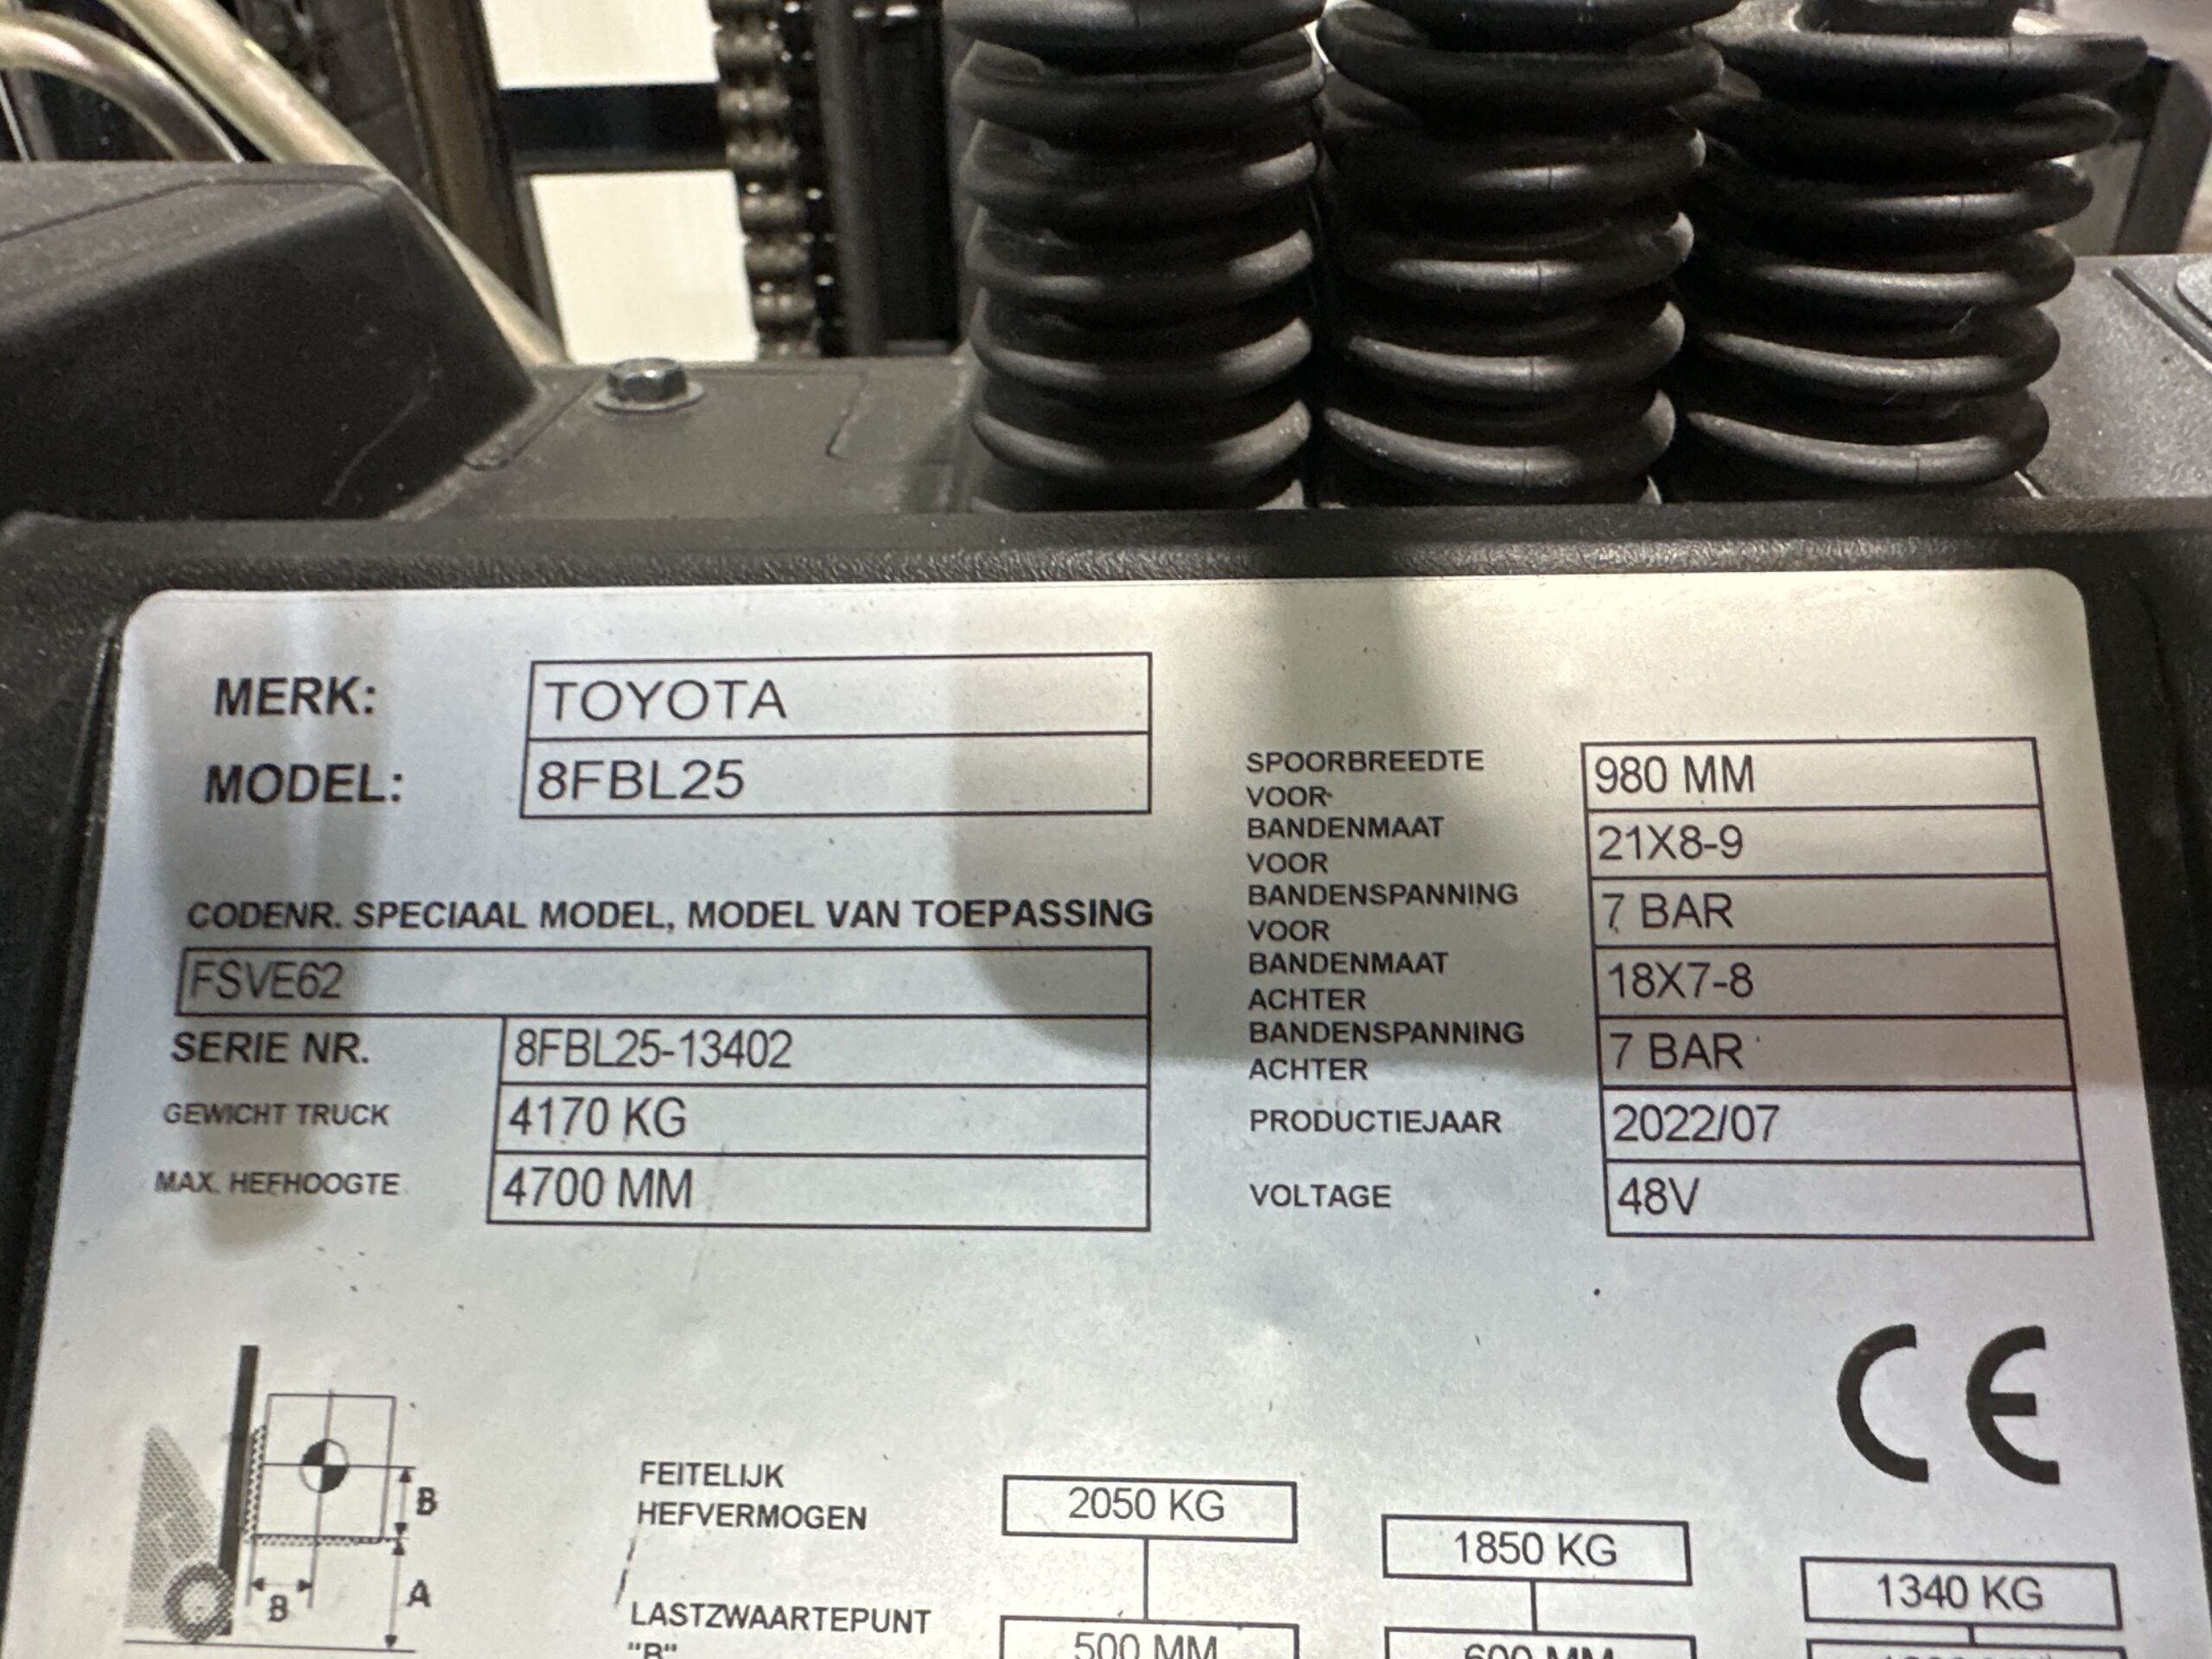 MERK: TOYOTA
MODEL: 8FBL25
CODENR. SPECIAAL MODEL, MODEL VAN TOEPASSING
FSVE62
SERIE NR. 8FBL25-13402
GEWICHT TRUCK 4170 KG
MAX. HEFHOOGTE 4700 MM
SPOORBREEDTE
VOOR 980 MM
BANDENMAAT
VOOR 21X8-9
BANDENSPANNING
VOOR 7 BAR
BANDENMAAT
ACHTER 18X7-8
BANDENSPANNING
ACHTER 7 BAR
PRODUCTIEJAAR 2022/07
VOLTAGE 48V
CE
B
B
A
FEITELIJK
HEFVERMOGEN 2050 KG 1850 KG 1340 KG
LASTZWAARTEPUNT
"B" 500 MM 600 MM